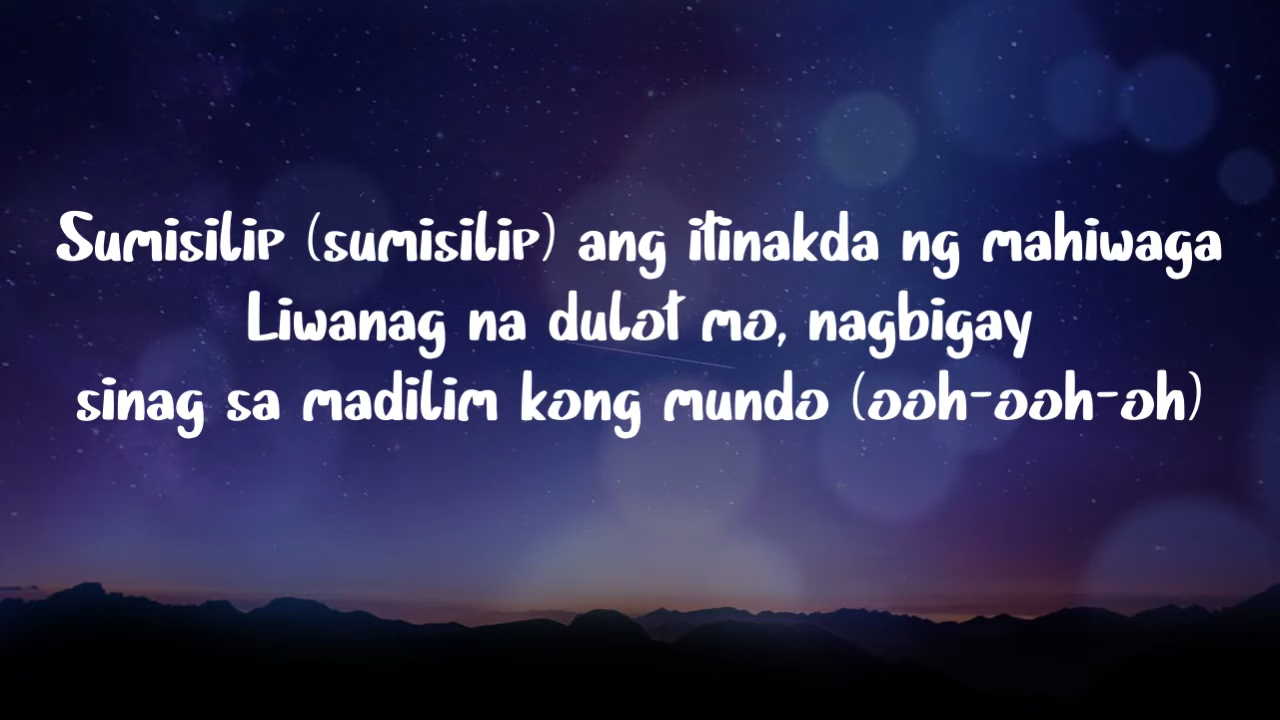 Sumisilip (sumisilip) ang itinakda ng mahiwaga
Liwanag na dulot mo, nagbigay
sinag sa madilim kong mundo (ooh-ooh-oh)